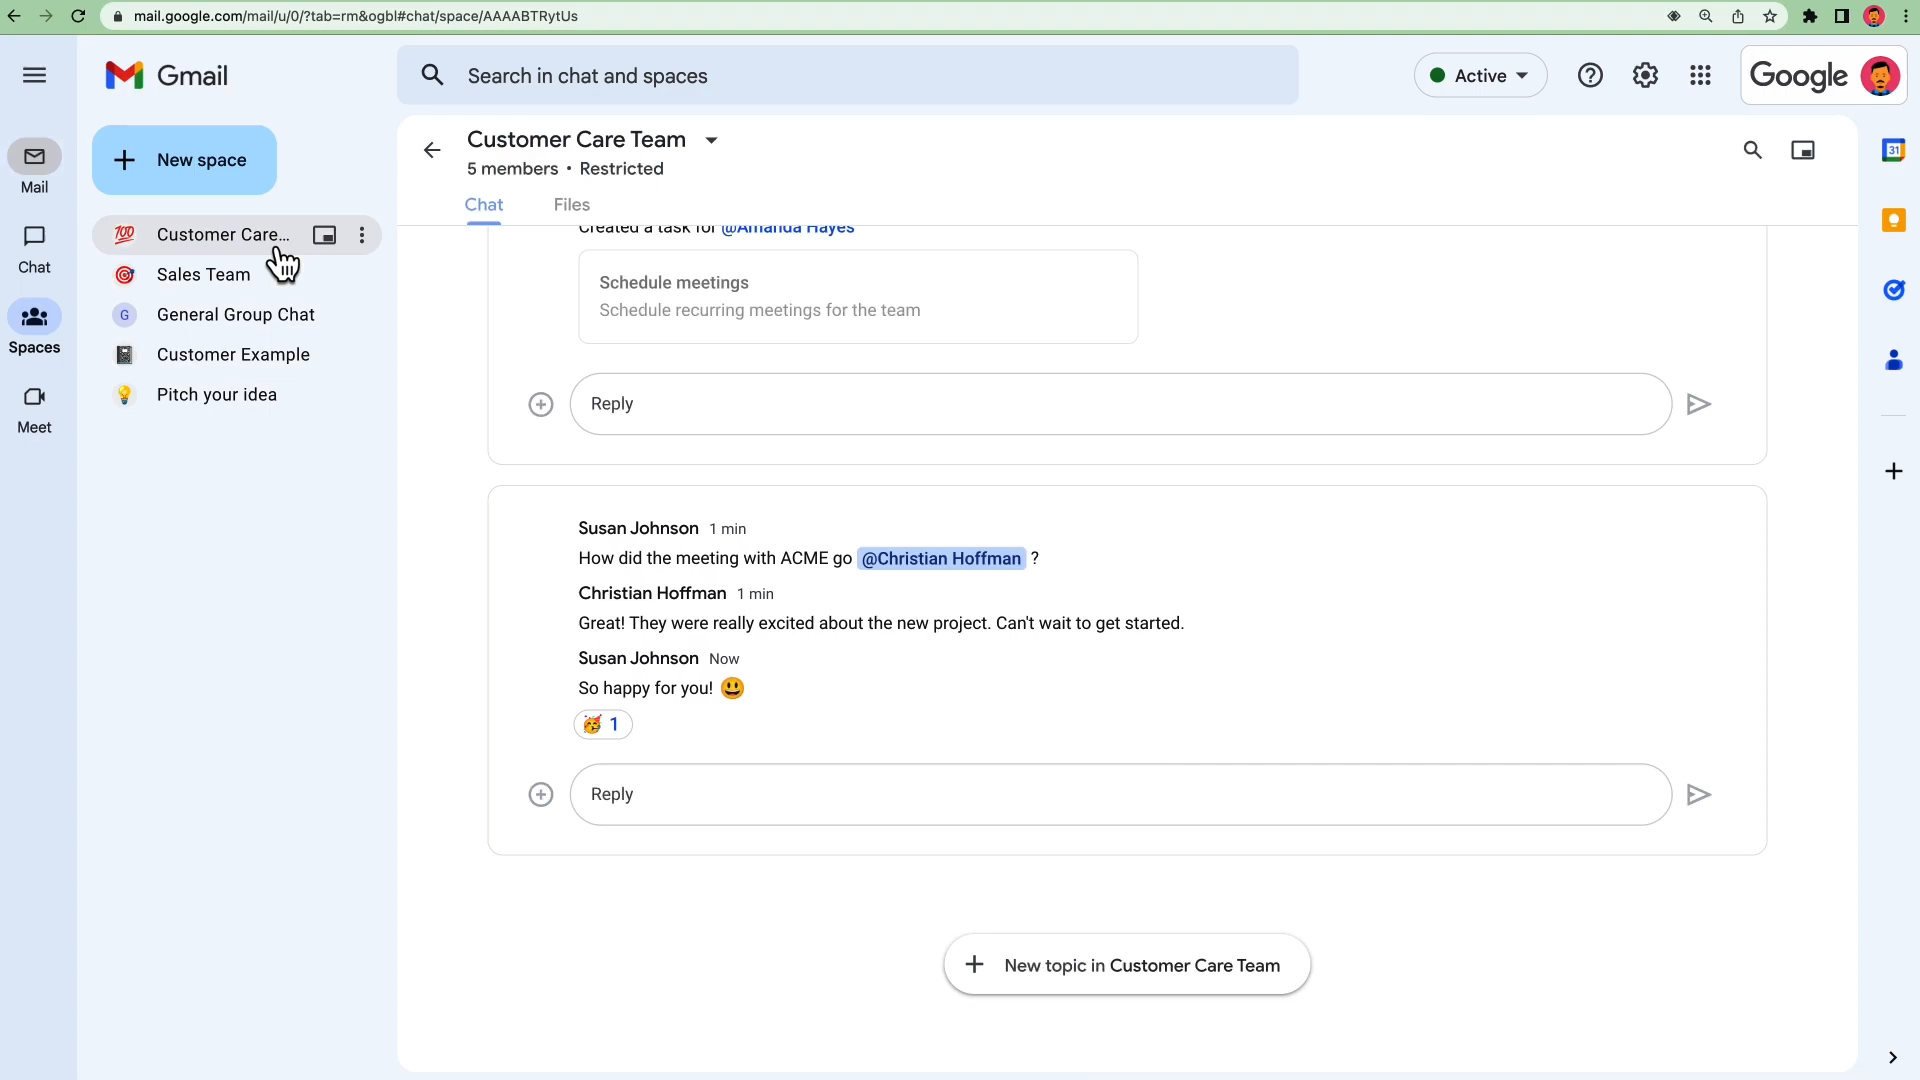 mail.google.com/mail/u/0/?tab=rm&ogbl#chat/space/AAAABTRytUs
Gmail
Search in chat and spaces
Active
Google
Mail
Chat
Spaces
Meet
New space
💯 Customer Care...
Sales Team
G General Group Chat
Customer Example
Pitch your idea
Customer Care Team
5 members • Restricted
Chat Files
Created a task for @Amanda Hayes
Schedule meetings
Schedule recurring meetings for the team
Reply
Susan Johnson 1 min
How did the meeting with ACME go @Christian Hoffman ?
Christian Hoffman 1 min
Great! They were really excited about the new project. Can't wait to get started.
Susan Johnson Now
So happy for you! 😃
🥳 1
Reply
New topic in Customer Care Team
31